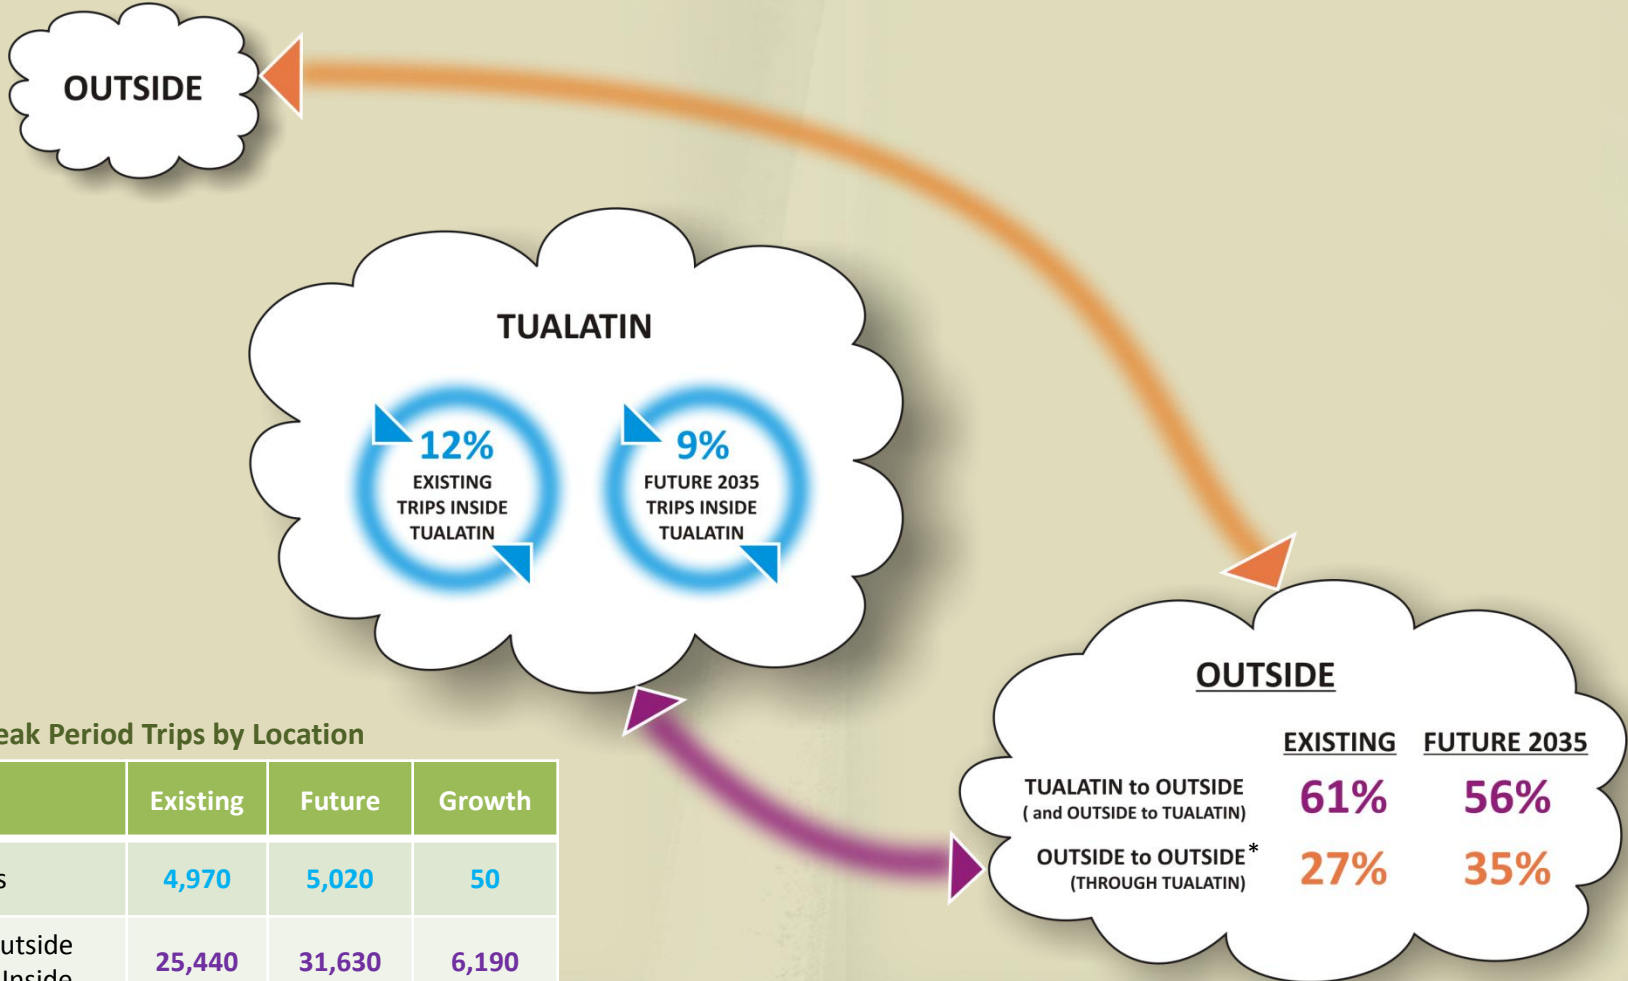 OUTSIDE
TUALATIN
12%
EXISTING
TRIPS INSIDE
TUALATIN
9%
FUTURE 2035
TRIPS INSIDE
TUALATIN
OUTSIDE
EXISTING FUTURE 2035
TUALATIN to OUTSIDE 61% 56%
( and OUTSIDE to TUALATIN)
OUTSIDE to OUTSIDE* 27% 35%
(THROUGH TUALATIN)
Period Trips by Location
Existing Future Growth
4,970 5,020 50
25,440 31,630 6,190